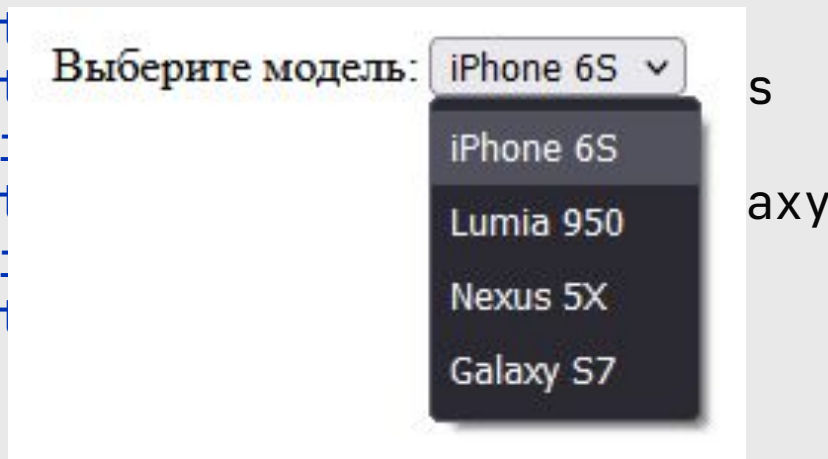 Выберите модель: iPhone 6S
iPhone 6S
Lumia 950
Nexus 5X
Galaxy S7
s
axy